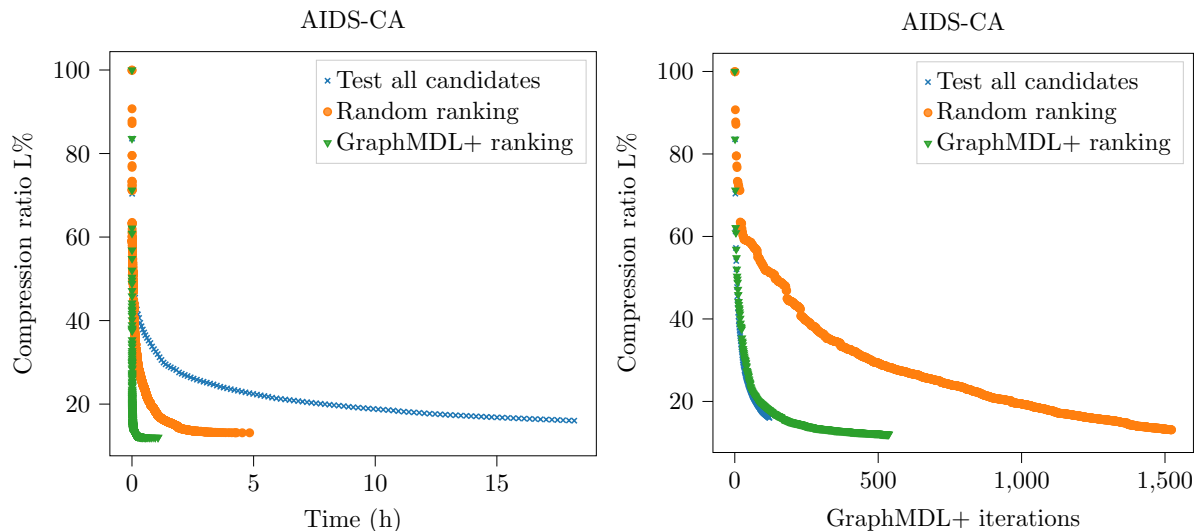 AIDS-CA
Compression ratio L%
100
80
60
40
20
Test all candidates
Random ranking
GraphMDL+ ranking
0
5
10
15
Time (h)
AIDS-CA
Compression ratio L%
100
80
60
40
20
Test all candidates
Random ranking
GraphMDL+ ranking
0
500
1,000
1,500
GraphMDL+ iterations